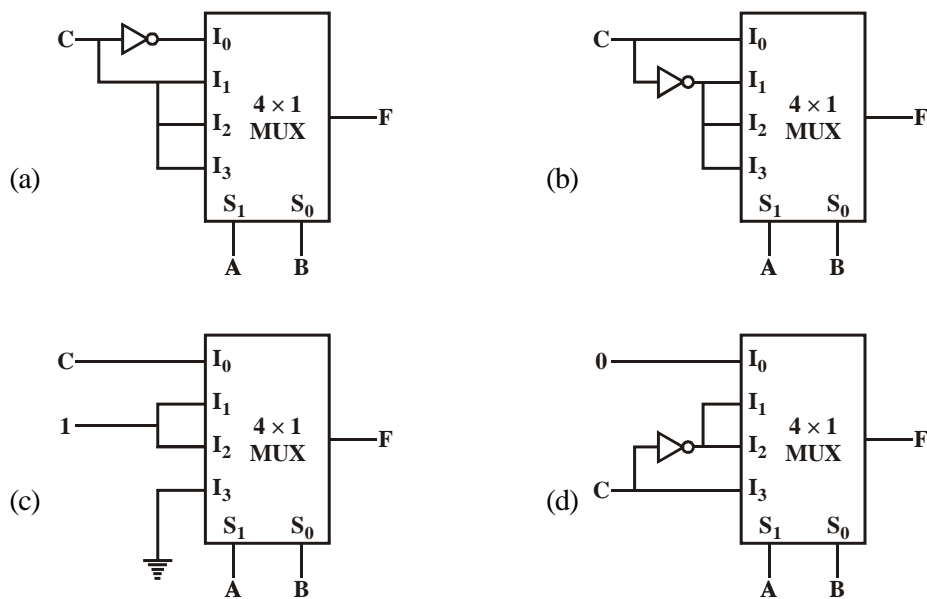 C
I₀
I₁
4 × 1
I₂
MUX
F
I₃
(a)
S₁ S₀
A B
C
I₀
I₁
4 × 1
I₂
MUX
F
I₃
(b)
S₁ S₀
A B
C
I₀
I₁
1
4 × 1
I₂
MUX
F
I₃
(c)
S₁ S₀
A B
0
I₀
I₁
4 × 1
I₂
MUX
F
C
I₃
(d)
S₁ S₀
A B